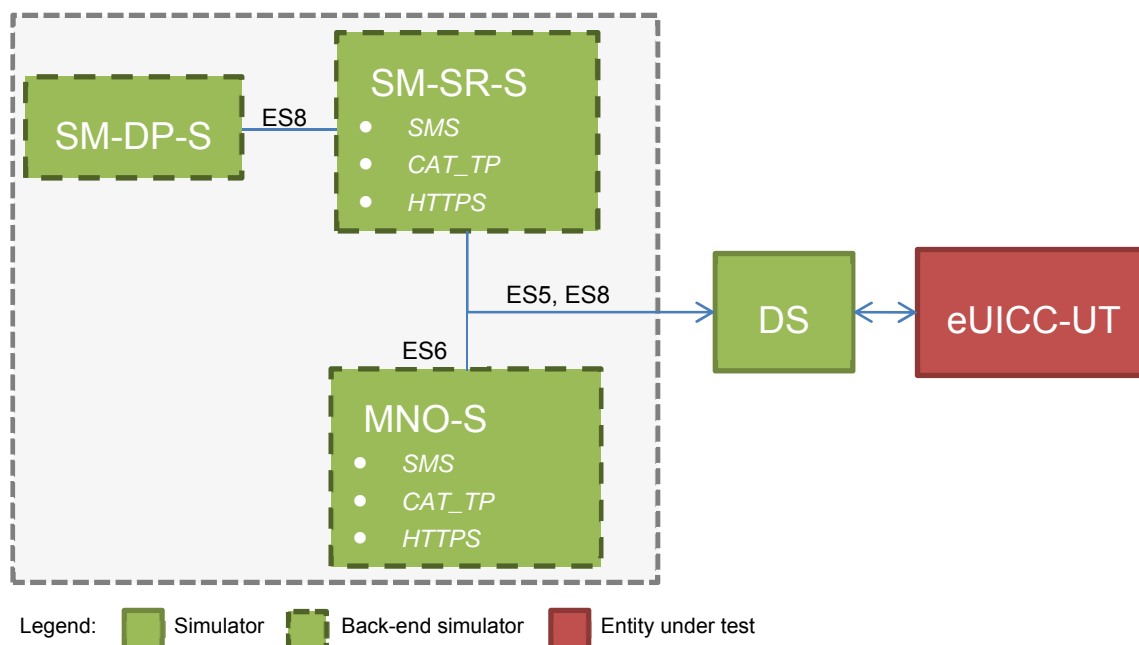 SM-DP-S
ES8
SM-SR-S
● SMS
● CAT_TP
● HTTPS
ES5, ES8
DS
eUICC-UT
ES6
MNO-S
● SMS
● CAT_TP
● HTTPS
Legend: Simulator Back-end simulator Entity under test